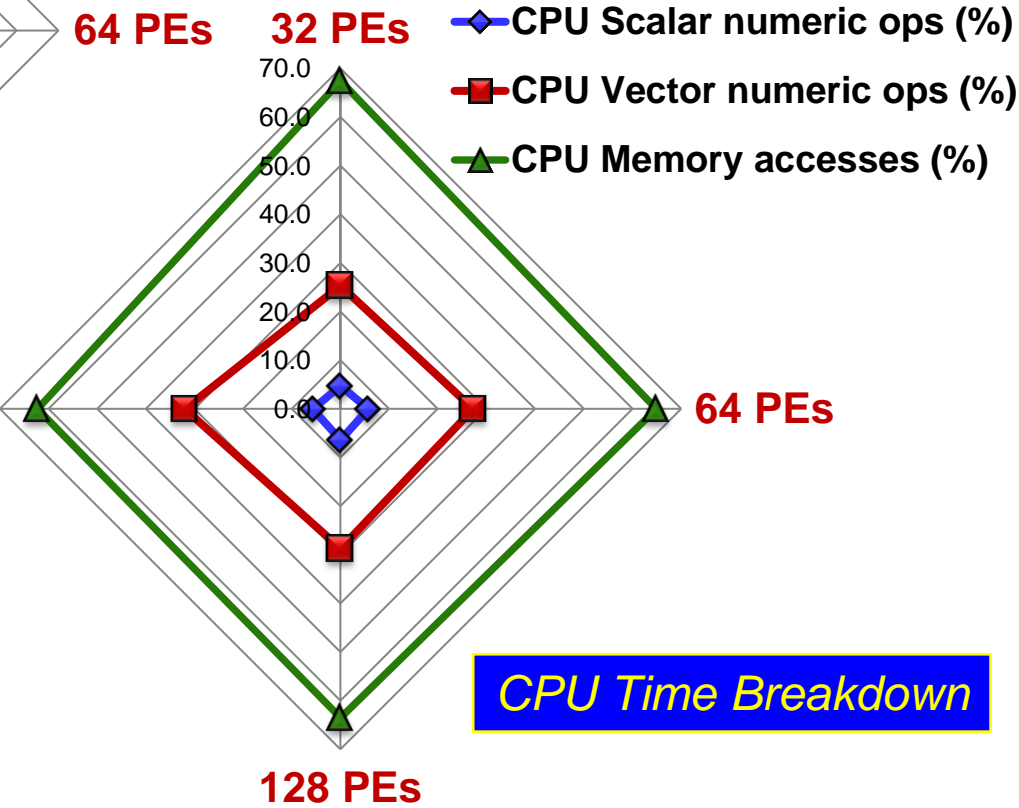 64 PEs
32 PEs
CPU Scalar numeric ops (%)
CPU Vector numeric ops (%)
CPU Memory accesses (%)
70.0
60.0
50.0
40.0
30.0
20.0
10.0
0.0
64 PEs
CPU Time Breakdown
128 PEs